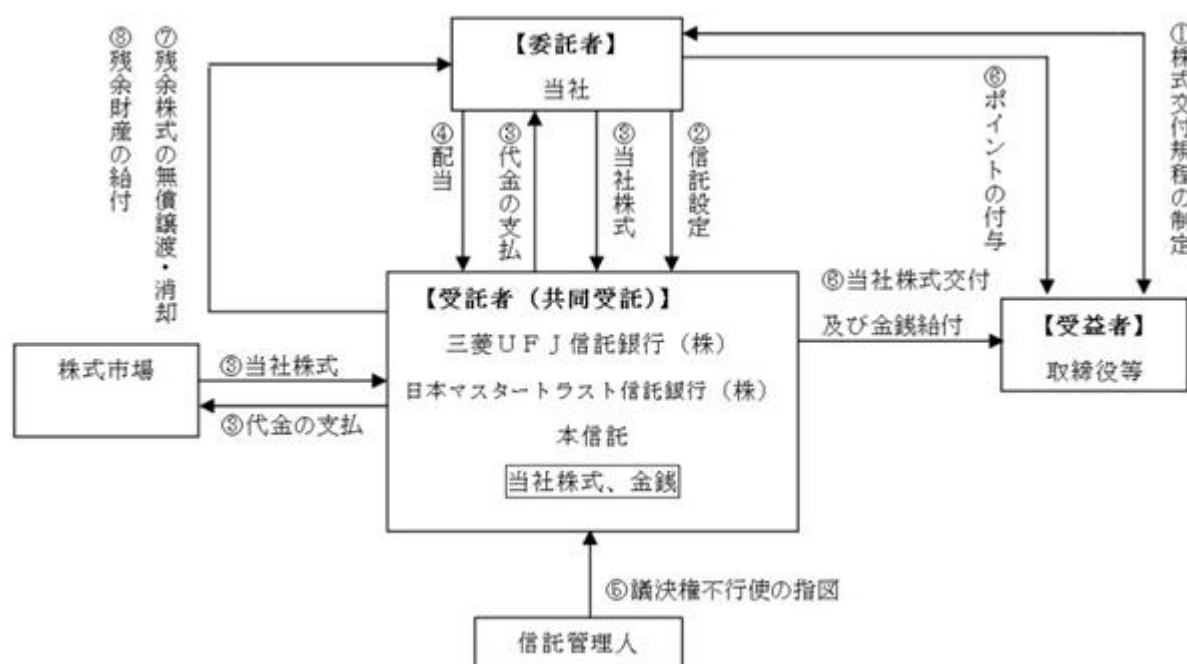 ⑧残余財産の給付
⑦残余株式の無償譲渡・消却
【委託者】
当社
④配当
③代金の支払
③当社株式
②信託設定
⑥ポイントの付与
①株式交付規程の制定
【受託者（共同受託）】
三菱ＵＦＪ信託銀行（株）
日本マスタートラスト信託銀行（株）
本信託
当社株式、金銭
⑥当社株式交付
及び金銭給付
【受益者】
取締役等
株式市場
③当社株式
③代金の支払
⑤議決権不行使の指図
信託管理人